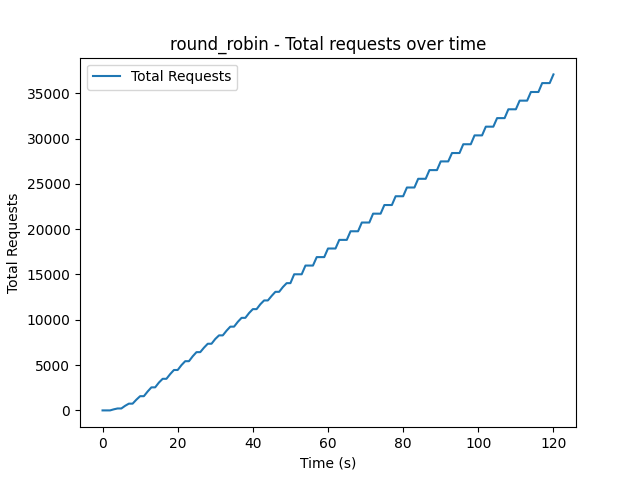 round_robin - Total requests over time
Total Requests
Total Requests
35000
30000
25000
20000
15000
10000
5000
0
0 20 40 60 80 100 120
Time (s)